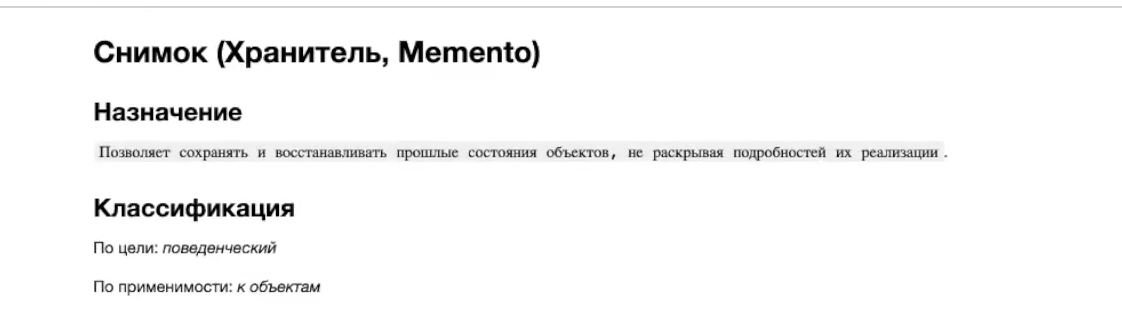 Снимок (Хранитель, Memento)
Назначение
Позволяет сохранять и восстанавливать прошлые состояния объектов, не раскрывая подробностей их реализации.
Классификация
По цели: поведенческий
По применимости: к объектам